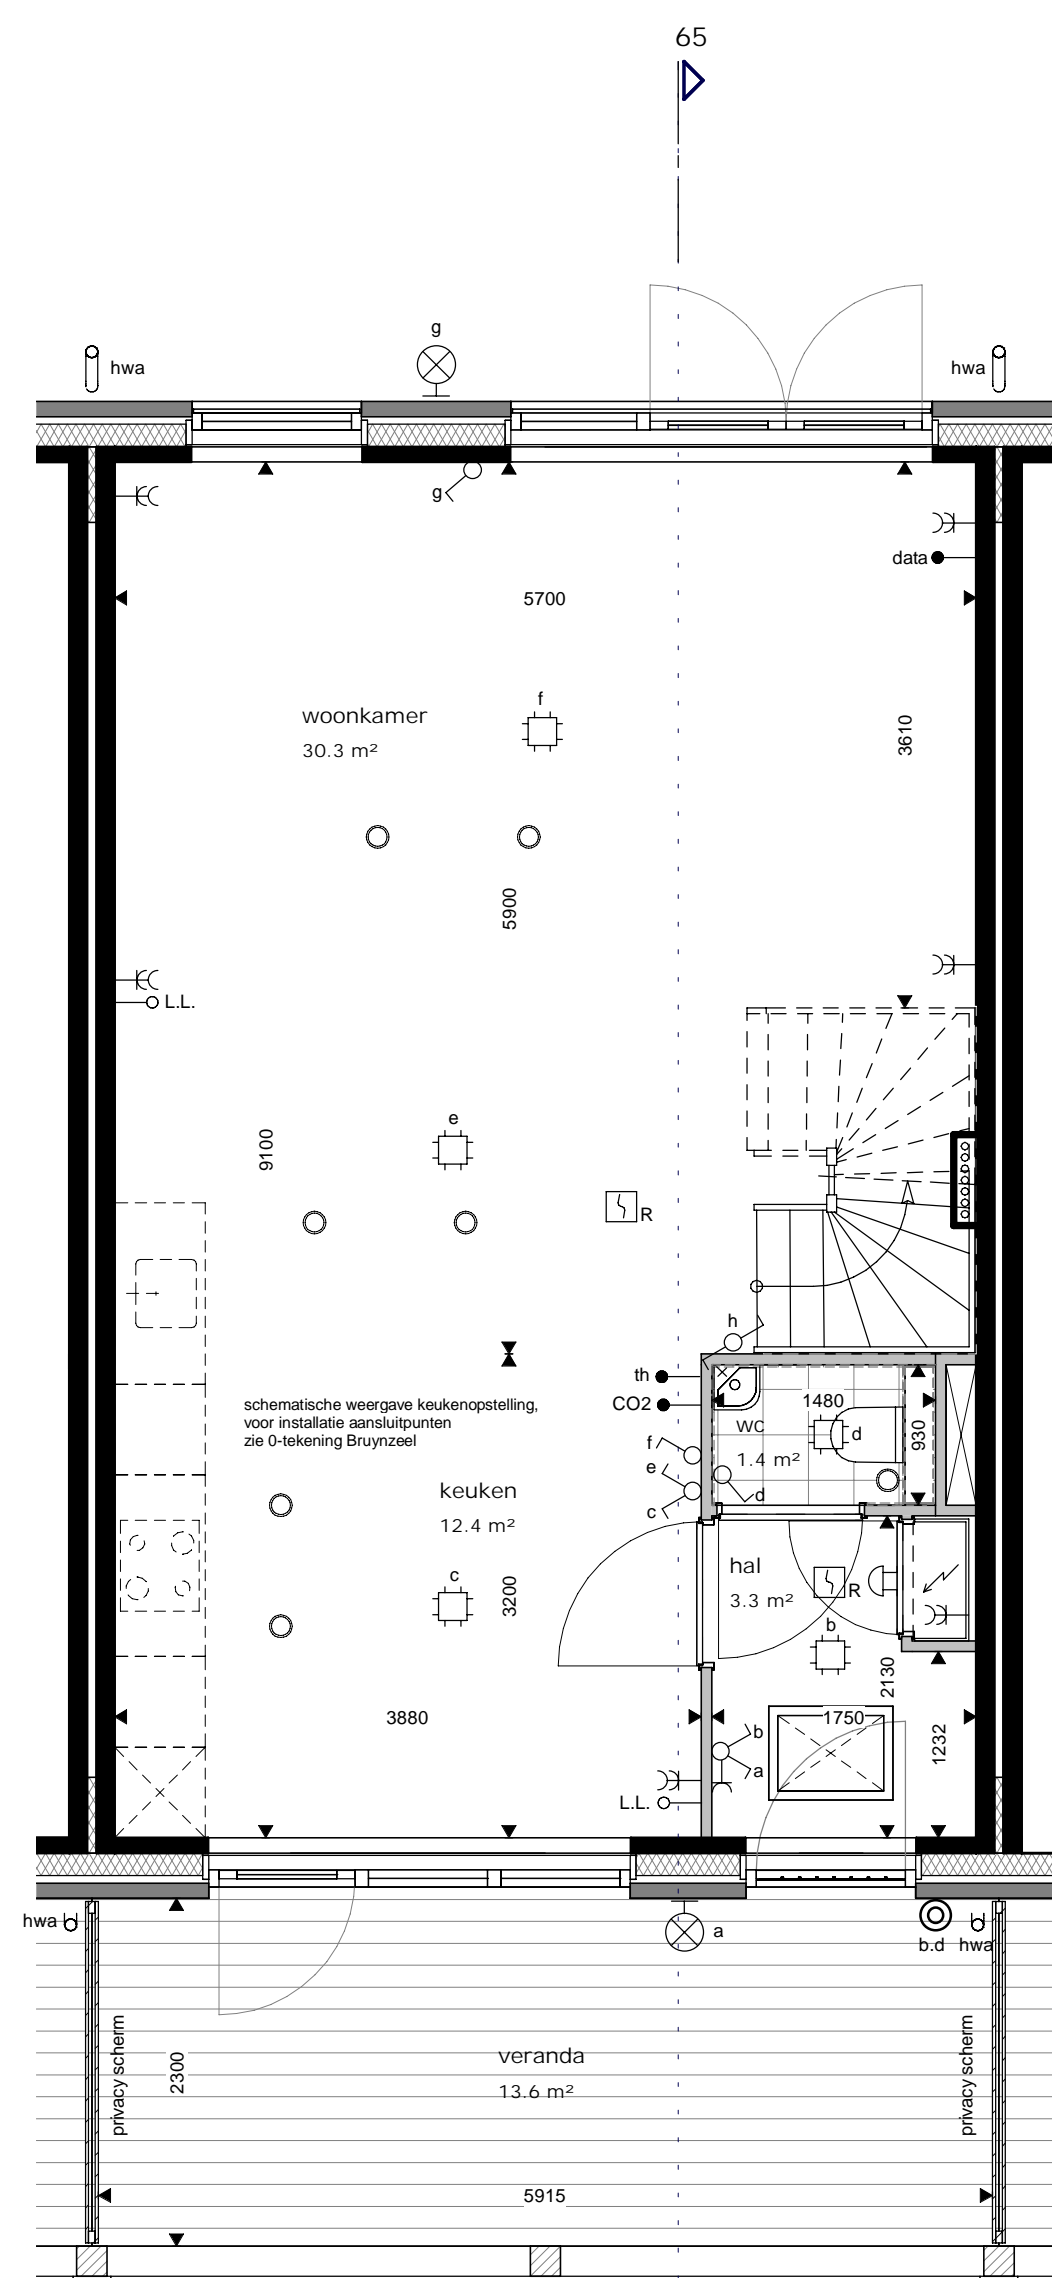 65
g
hwa
hwa
g
data
5700
f
woonkamer
30.3 m²
3610
5900
L.L.
e
9100
R
h
th
CO2
1480
schematische weergave keukenopstelling,
voor installatie aansluitpunten
zie 0-tekening Bruynzeel
wc
1.4 m²
d
930
f
e
c
d
keuken
12.4 m²
hal
3.3 m²
R
c
3200
b
2130
3880
1750
1232
b
a
L.L.
hwa
a
b.d
hwa
privacy scherm
2300
veranda
13.6 m²
privacy scherm
5915